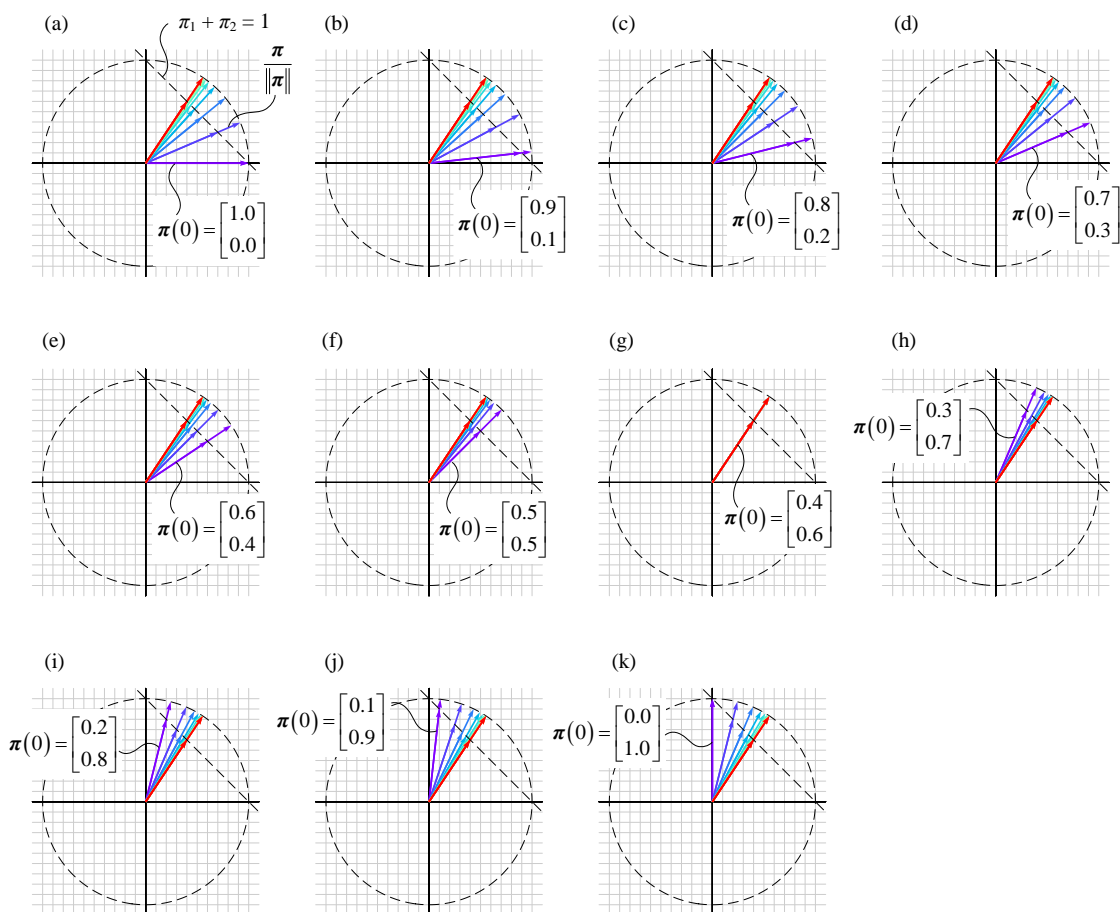 (a)
π₁ + π₂ = 1
π
‖π‖
π(0) = [1.0
0.0]
(b)
π(0) = [0.9
0.1]
(c)
π(0) = [0.8
0.2]
(d)
π(0) = [0.7
0.3]
(e)
π(0) = [0.6
0.4]
(f)
π(0) = [0.5
0.5]
(g)
π(0) = [0.4
0.6]
(h)
π(0) = [0.3
0.7]
(i)
π(0) = [0.2
0.8]
(j)
π(0) = [0.1
0.9]
(k)
π(0) = [0.0
1.0]